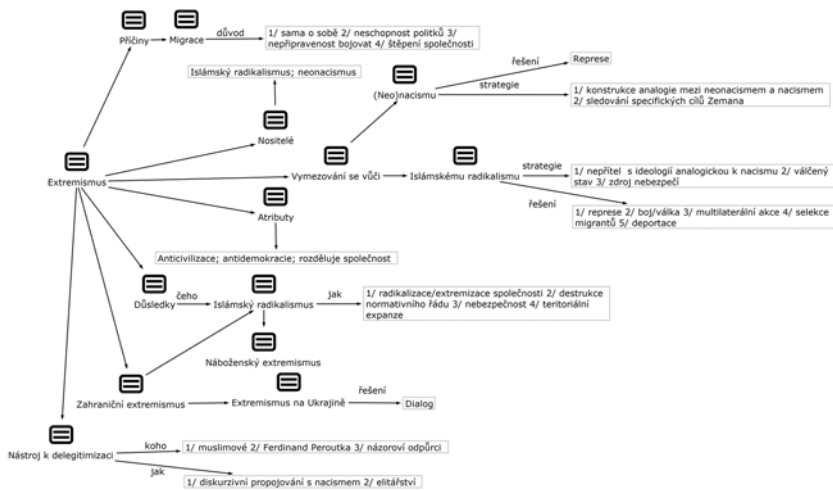 Příčiny
Migrace
důvod
1/ sama o sobě 2/ neschopnost politků 3/
nepřipravenost bojovat 4/ štěpení společnosti
Islámský radikalismus; neonacismus
(Neo)nacismu
řešení
Represe
strategie
1/ konstrukce analogie mezi neonacismem a nacismem
2/ sledování specifických cílů Zemana
Nositelé
Extremismus
Vymezování se vůči
Islámskému radikalismu
strategie
1/ nepřítel s ideologií analogickou k nacismu 2/ válčený
stav 3/ zdroj nebezpečí
řešení
1/ represe 2/ boj/válka 3/ multilaterální akce 4/ selekce
migrantů 5/ deportace
Atributy
Anticivilizace; antidemokracie; rozděluje společnost
Důsledky
čeho
Islámský radikalismus
jak
1/ radikalizace/extremizace společnosti 2/ destrukce
normativního řádu 3/ nebezpečnost 4/ teritoriální
expanze
Náboženský extremismus
Zahraniční extremismus
Extremismus na Ukrajině
řešení
Dialog
Nástroj k delegitimizaci
koho
1/ muslimové 2/ Ferdinand Peroutka 3/ názoroví odpůrci
jak
1/ diskurzivní propojování s nacismem 2/ elitářství